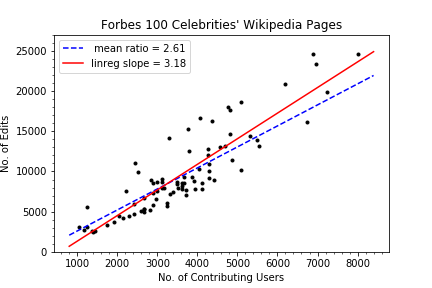 Forbes 100 Celebrities' Wikipedia Pages
mean ratio = 2.61
linreg slope = 3.18
No. of Edits
25000
20000
15000
10000
5000
0
1000 2000 3000 4000 5000 6000 7000 8000
No. of Contributing Users